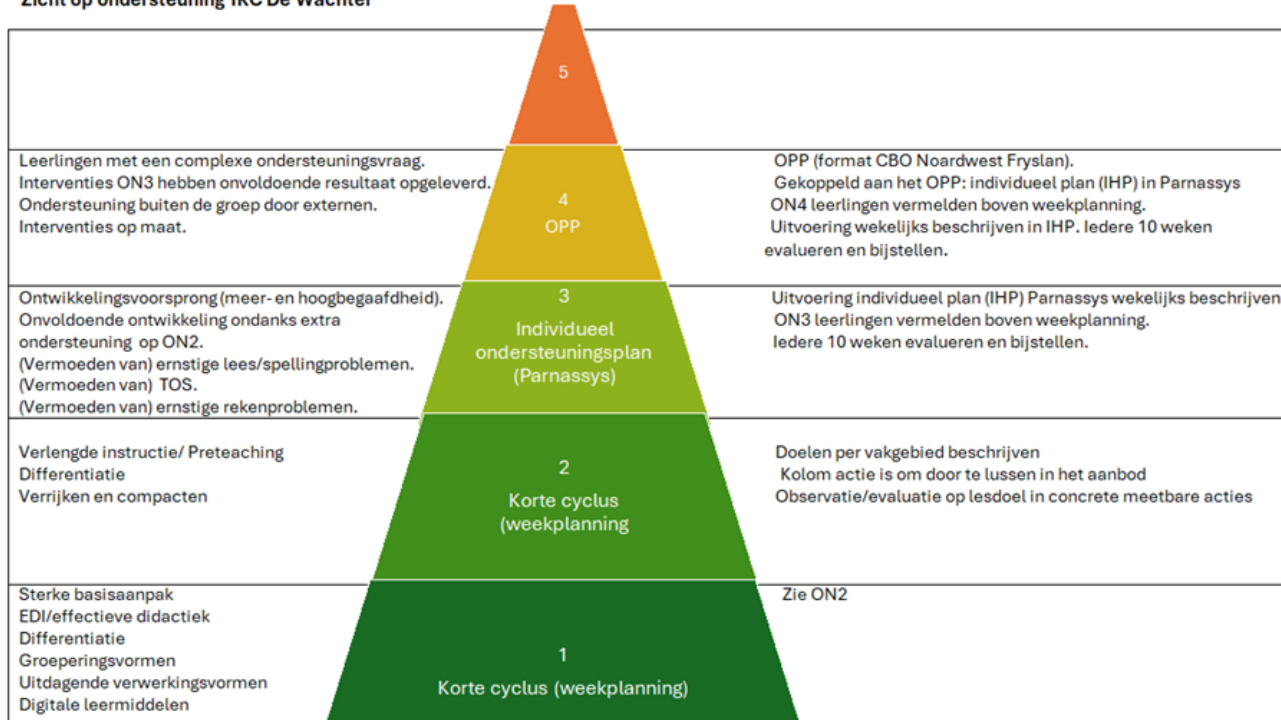 Zicht op ondersteuning IKC De Wachter
5
Leerlingen met een complexe ondersteuningsvraag.
Interventies ON3 hebben onvoldoende resultaat opgeleverd.
Ondersteuning buiten de groep door externen.
Interventies op maat.
4
OPP
OPP (format CBO Noardwest Fryslan).
Gekoppeld aan het OPP: individueel plan (IHP) in Parnassys
ON4 leerlingen vermelden boven weekplanning.
Uitvoering wekelijks beschrijven in IHP. Iedere 10 weken
evalueren en bijstellen.
Ontwikkelingsvoorsprong (meer- en hoogbegaafdheid).
Onvoldoende ontwikkeling ondanks extra
ondersteuning op ON2.
(Vermoeden van) ernstige lees/spellingproblemen.
(Vermoeden van) TOS.
(Vermoeden van) ernstige rekenproblemen.
3
Individueel
ondersteuningsplan
(Parnassys)
Uitvoering individueel plan (IHP) Parnassys wekelijks beschrijven
ON3 leerlingen vermelden boven weekplanning.
Iedere 10 weken evalueren en bijstellen.
Verlengde instructie/ Preteaching
Differentiatie
Verrijken en compacten
2
Korte cyclus
(weekplanning
Doelen per vakgebied beschrijven
Kolom actie is om door te lussen in het aanbod
Observatie/evaluatie op lesdoel in concrete meetbare acties
Sterke basisaanpak
EDI/effectieve didactiek
Differentiatie
Groeperingsvormen
Uitdagende verwerkingsvormen
Digitale leermiddelen
1
Korte cyclus (weekplanning)
Zie ON2